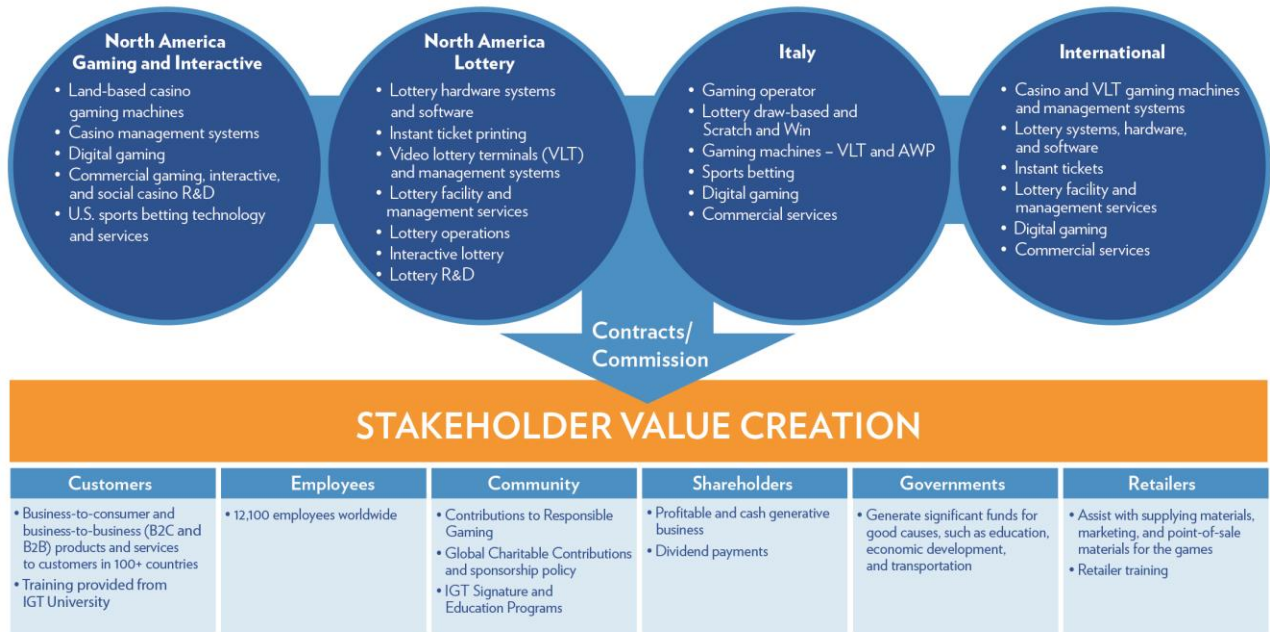 North America
Gaming and Interactive
• Land-based casino
gaming machines
• Casino management systems
• Digital gaming
• Commercial gaming, interactive,
and social casino R&D
• U.S. sports betting technology
and services
North America
Lottery
• Lottery hardware systems
and software
• Instant ticket printing
• Video lottery terminals (VLT)
and management systems
• Lottery facility and
management services
• Lottery operations
• Interactive lottery
• Lottery R&D
Italy
• Gaming operator
• Lottery draw-based and
Scratch and Win
• Gaming machines – VLT and AWP
• Sports betting
• Digital gaming
• Commercial services
International
• Casino and VLT gaming machines
and management systems
• Lottery systems, hardware,
and software
• Instant tickets
• Lottery facility and
management services
• Digital gaming
• Commercial services
Contracts/
Commission
STAKEHOLDER VALUE CREATION
Customers
• Business-to-consumer and
business-to-business (B2C and
B2B) products and services
to customers in 100+ countries
• Training provided from
IGT University
Employees
• 12,100 employees worldwide
Community
• Contributions to Responsible
Gaming
• Global Charitable Contributions
and sponsorship policy
• IGT Signature and
Education Programs
Shareholders
• Profitable and cash generative
business
• Dividend payments
Governments
• Generate significant funds for
good causes, such as education,
economic development,
and transportation
Retailers
• Assist with supplying materials,
marketing, and point-of-sale
materials for the games
• Retailer training